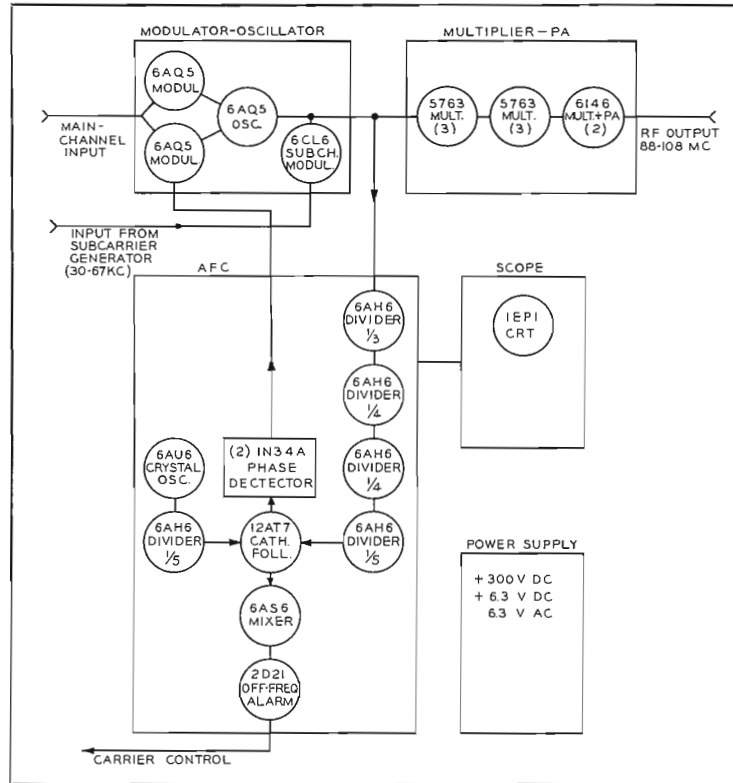 MODULATOR-OSCILLATOR
MULTIPLIER-PA
6AQ5
MODUL
6AQ5
OSC.
6AQ5
MODUL.
6CL6
SUBCH.
MODUL.
MAIN-
CHANNEL
INPUT
5763
MULT.
(3)
5763
MULT.
(3)
6146
MULT.+PA
(2)
RF OUTPUT
88-108 MC
INPUT FROM
SUBCARRIER
GENERATOR
(30-67KC)
AFC
SCOPE
6AH6
DIVIDER
1/3
1EP1
CRT
6AH6
DIVIDER
1/4
6AU6
CRYSTAL
OSC.
(2) 1N34A
PHASE
DECTECTOR
6AH6
DIVIDER
1/4
6AH6
DIVIDER
1/5
12AT7
CATH.
FOLL.
6AH6
DIVIDER
1/5
6AS6
MIXER
2D21
OFF-FREQ
ALARM
CARRIER CONTROL
POWER SUPPLY
+300V DC
+ 6.3 V DC
6.3 V AC